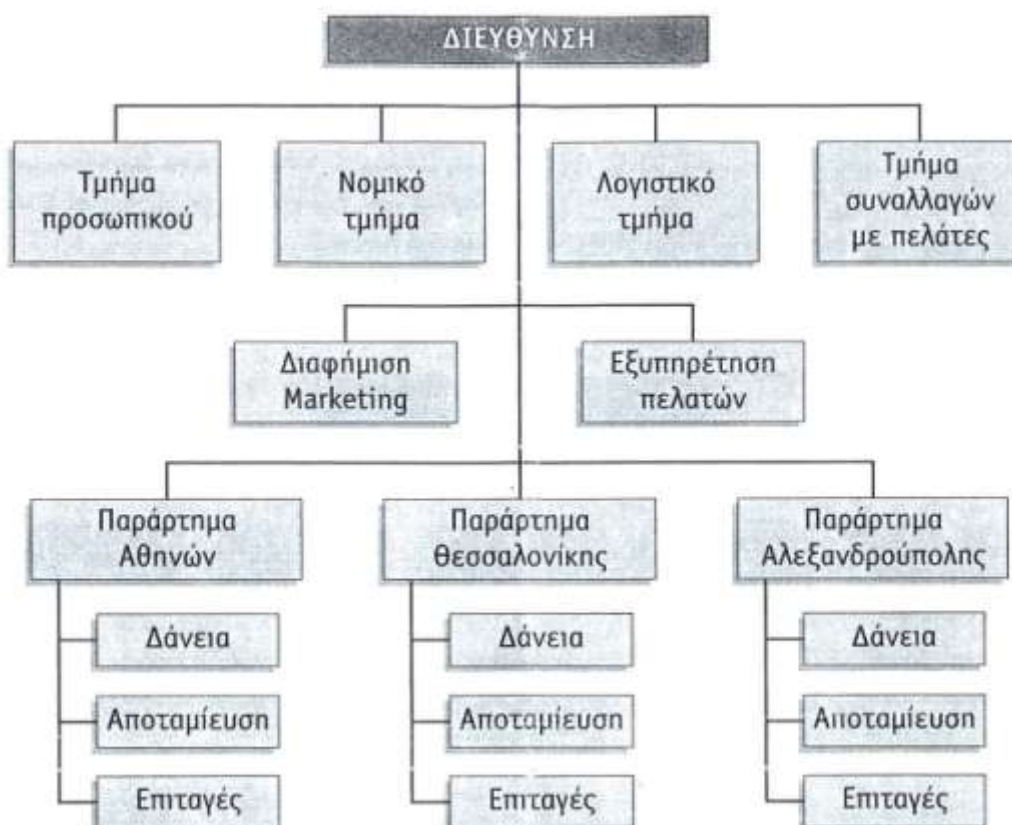 ΔΙΕΥΘΥΝΣΗ
Τμήμα
προσωπικού
Νομικό
τμήμα
Λογιστικό
τμήμα
Τμήμα
συναλλαγών
με πελάτες
Διαφήμιση
Marketing
Εξυπηρέτηση
πελατών
Παράρτημα
Αθηνών
Παράρτημα
Θεσσαλονίκης
Παράρτημα
Αλεξανδρούπολης
Δάνεια
Δάνεια
Δάνεια
Αποταμίευση
Αποταμίευση
Αποταμίευση
Επιταγές
Επιταγές
Επιταγές